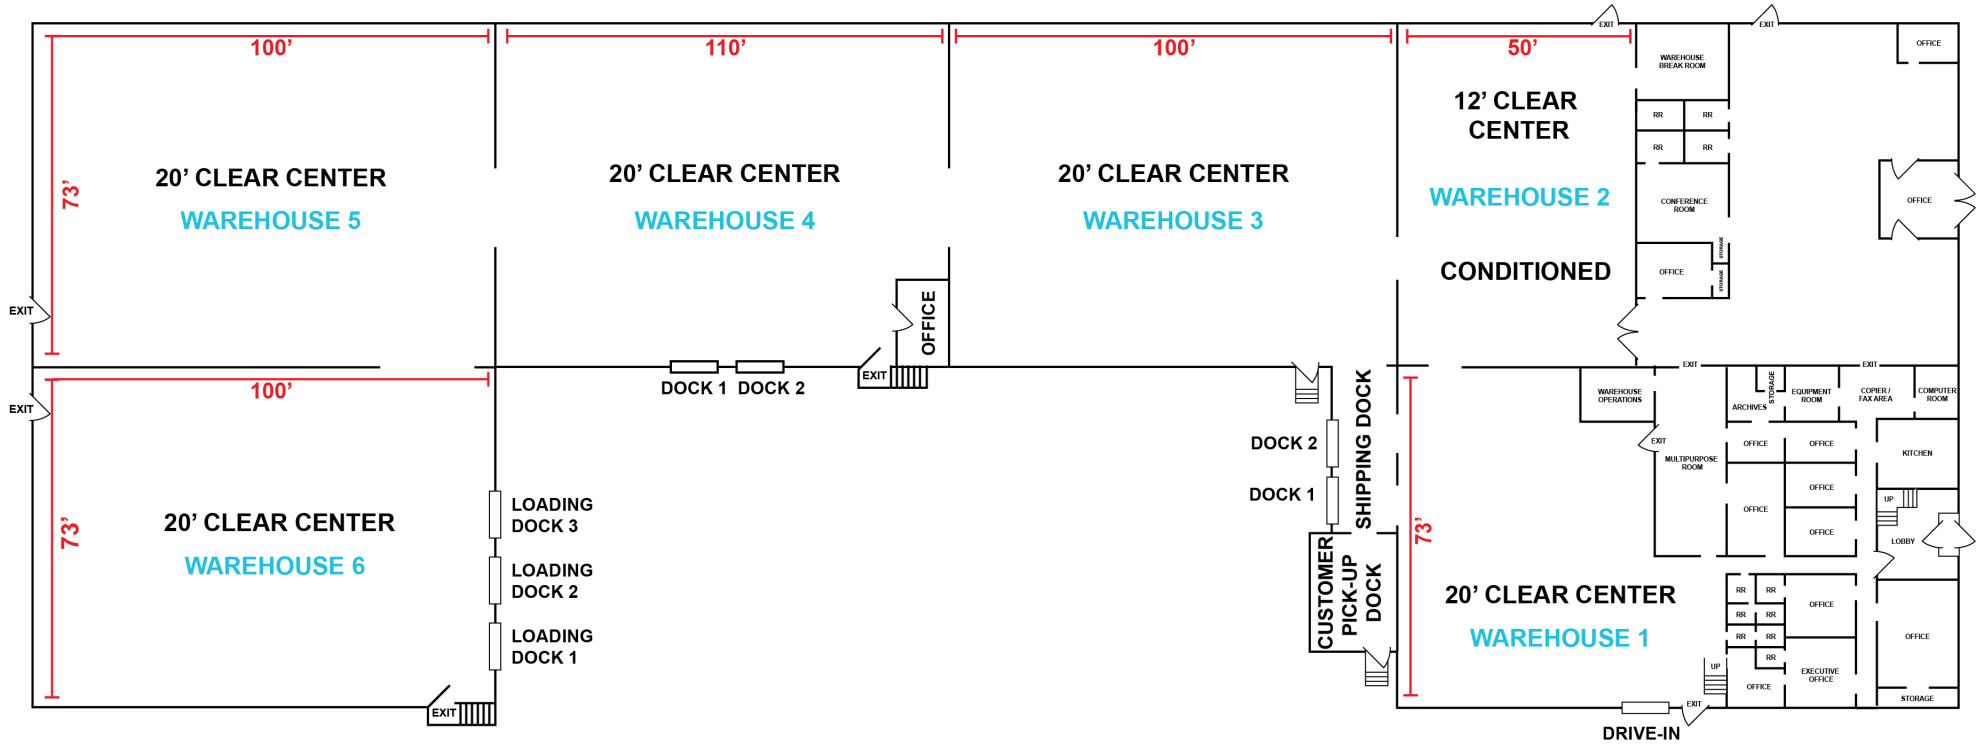 100’
110’
100’
50’
EXIT
EXIT
OFFICE
WAREHOUSE
BREAK ROOM
12’ CLEAR
CENTER
RR
RR
RR
RR
73’
20’ CLEAR CENTER
WAREHOUSE 5
20’ CLEAR CENTER
WAREHOUSE 4
20’ CLEAR CENTER
WAREHOUSE 3
WAREHOUSE 2
CONFERENCE
ROOM
OFFICE
STORAGE
CONDITIONED
OFFICE
STORAGE
EXIT
OFFICE
EXIT
EXIT
EXIT
DOCK 1
DOCK 2
EXIT
100’
EXIT
SHIPPING DOCK
WAREHOUSE
OPERATIONS
STORAGE
ARCHIVES
EQUIPMENT
ROOM
COPIER /
FAX AREA
COMPUTER
ROOM
DOCK 2
EXIT
MULTIPURPOSE
ROOM
OFFICE
OFFICE
KITCHEN
DOCK 1
OFFICE
UP
73’
20’ CLEAR CENTER
WAREHOUSE 6
LOADING
DOCK 3
LOADING
DOCK 2
LOADING
DOCK 1
73’
OFFICE
OFFICE
LOBBY
CUSTOMER
PICK-UP
DOCK
20’ CLEAR CENTER
WAREHOUSE 1
RR
RR
RR
RR
RR
RR
RR
OFFICE
OFFICE
UP
OFFICE
EXECUTIVE
OFFICE
STORAGE
EXIT
EXIT
DRIVE-IN